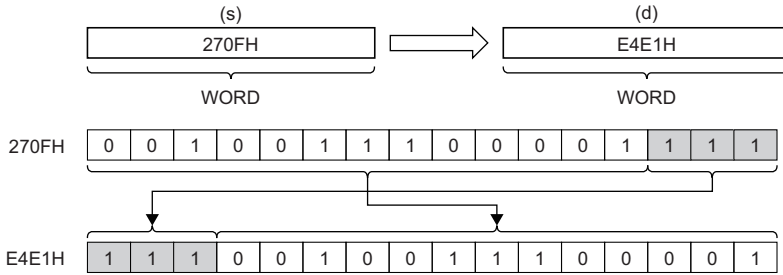 (s) (d)
270FH E4E1H
WORD WORD
270FH 0 0 1 0 0 1 1 1 0 0 0 0 1 1 1 1
E4E1H 1 1 1 0 0 1 0 0 1 1 1 0 0 0 0 1